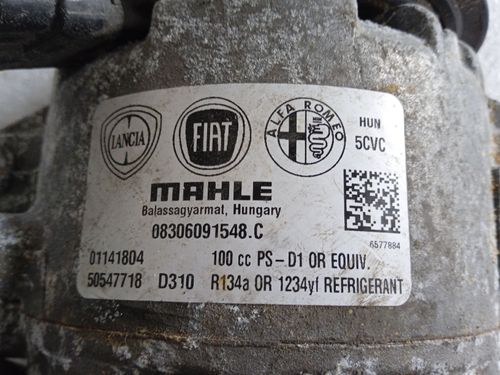 LANCIA
FIAT
ALFA ROMEO
HUN
5CVC
MAHLE
Balassagyarmat, Hungary
08306091548.C
6577884
01141804 100 cc PS-D1 OR EQUIV.
50547718 D310 R134a OR 1234yf REFRIGERANT